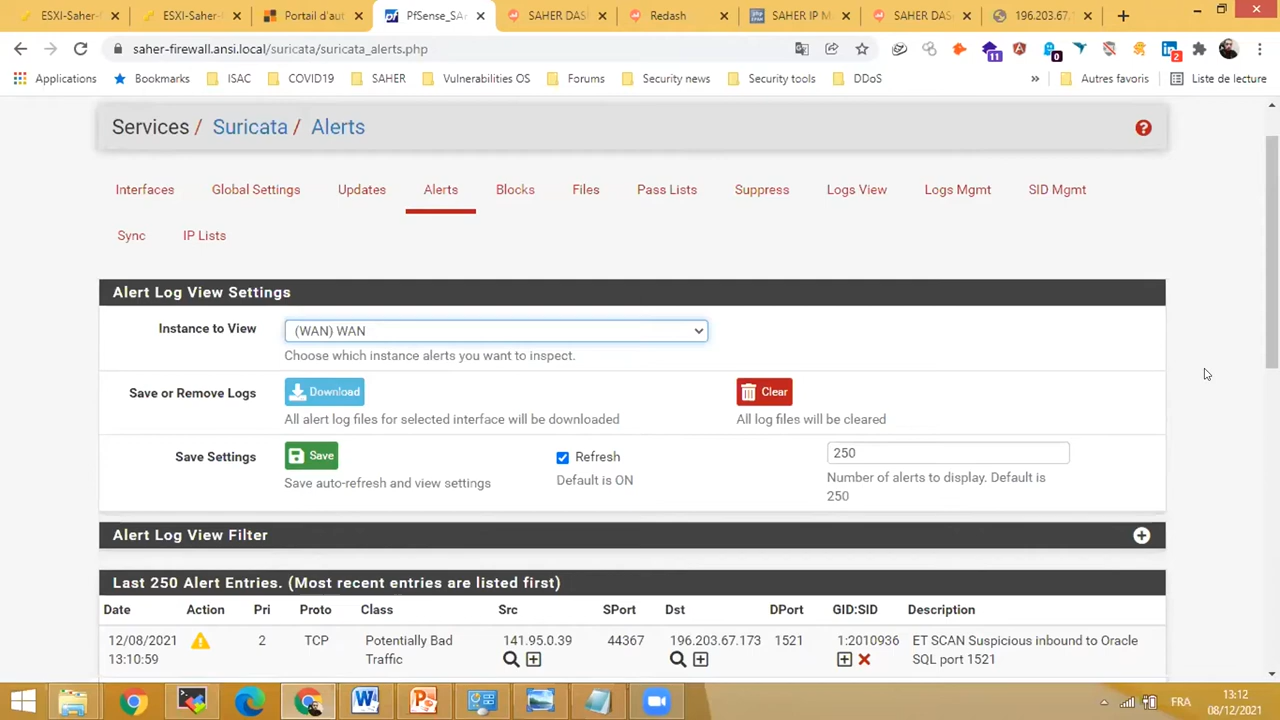 ESXI-Saher-
ESXI-Saher-
Portail d'aut
PfSense_SAr
SAHER DAS
Redash
SAHER IP M
SAHER DAS
196.203.67.
saher-firewall.ansi.local/suricata/suricata_alerts.php
11
0
2
Applications
Bookmarks
ISAC
COVID19
SAHER
Vulnerabilities OS
Forums
Security news
Security tools
DDoS
»
Autres favoris
Liste de lecture
Services / Suricata / Alerts
Interfaces
Global Settings
Updates
Alerts
Blocks
Files
Pass Lists
Suppress
Logs View
Logs Mgmt
SID Mgmt
Sync
IP Lists
Alert Log View Settings
Instance to View
(WAN) WAN
Choose which instance alerts you want to inspect.
Save or Remove Logs
Download
Clear
All alert log files for selected interface will be downloaded
All log files will be cleared
Save Settings
Save
Refresh
250
Save auto-refresh and view settings
Default is ON
Number of alerts to display. Default is
250
Alert Log View Filter
Last 250 Alert Entries. (Most recent entries are listed first)
Date Action Pri Proto Class Src SPort Dst DPort GID:SID Description
12/08/2021 2 TCP Potentially Bad 141.95.0.39 44367 196.203.67.173 1521 1:2010936 ET SCAN Suspicious inbound to Oracle
13:10:59 Traffic SQL port 1521
FR
13:12
08/12/2021